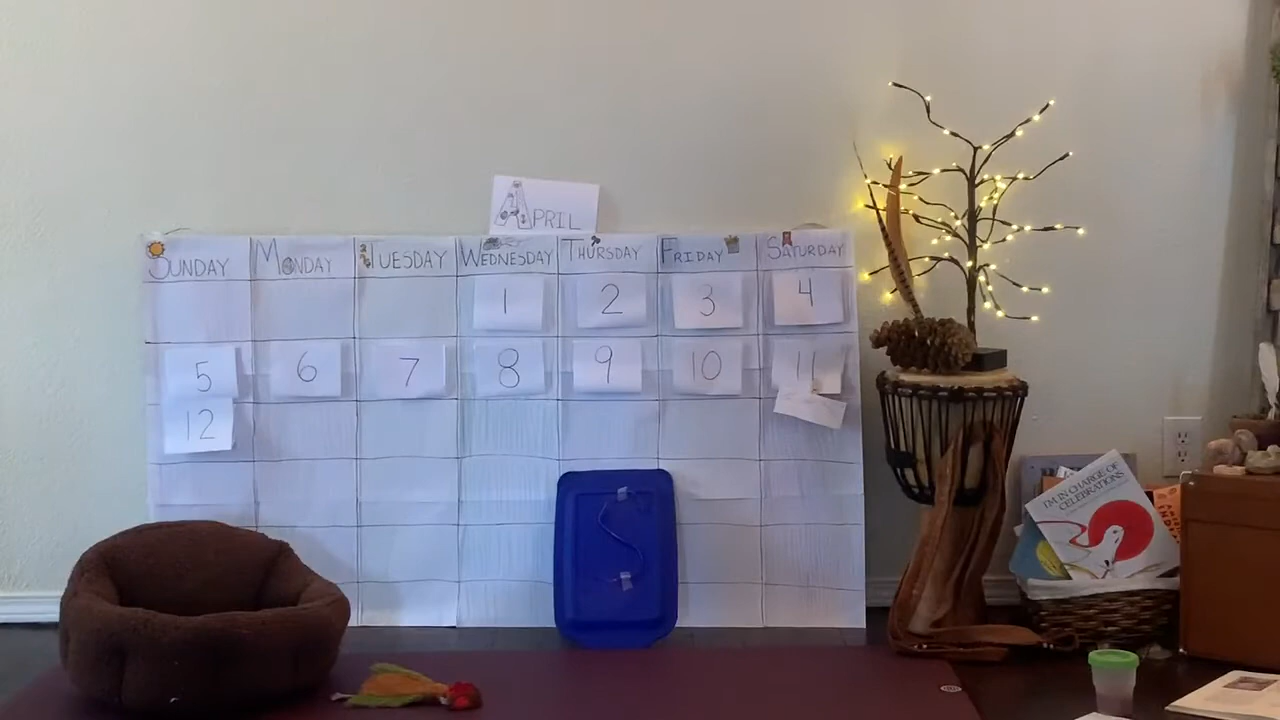 APRIL
SUNDAY MONDAY TUESDAY WEDNESDAY THURSDAY FRIDAY SATURDAY
1 2 3 4
5 6 7 8 9 10 11
12
I'M IN CHARGE OF
CELEBRATIONS